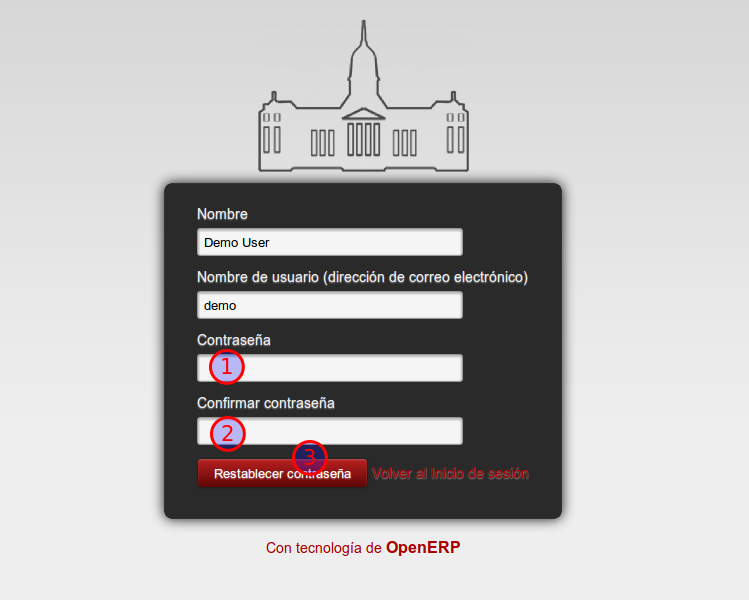 Nombre
Demo User
Nombre de usuario (dirección de correo electrónico)
demo
Contraseña
1
Confirmar contraseña
2
3
Restablecer contraseña Volver al Inicio de sesión
Con tecnología de OpenERP